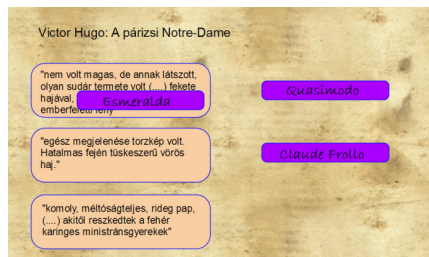 Victor Hugo: A párizsi Notre-Dame
"nem volt magas, de annak látszott,
olyan sudár termete volt (....) fekete
hajával,
emberfeletti lény
Esmeralda
Quasimodo
"egész megjelenése torzkép volt.
Hatalmas fején tüskeszerű vörös
haj."
Claude Frollo
"komoly, méltóságteljes, rideg pap,
(....) akitől reszkedtek a fehér
karinges ministránsgyerekek"